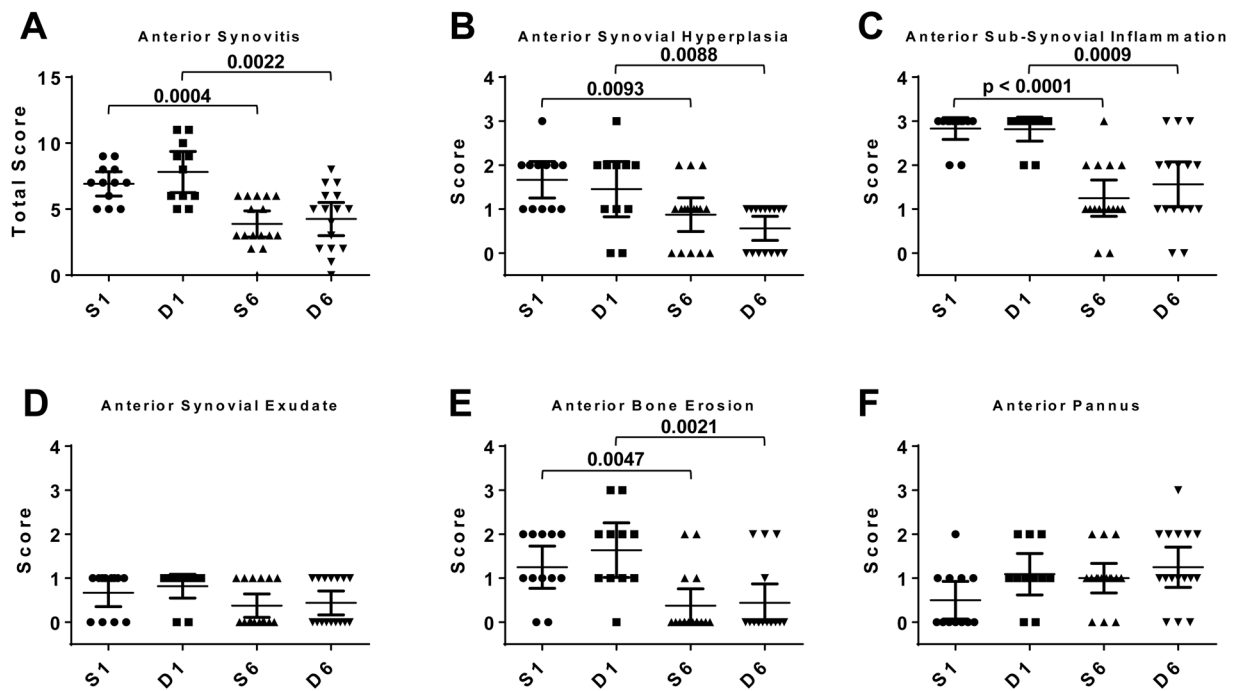 A
Anterior Synovitis
0.0022
0.0004
Total Score
15
10
5
0
S1 D1 S6 D6
B
Anterior Synovial Hyperplasia
0.0088
0.0093
Score
4
3
2
1
0
S1 D1 S6 D6
C
Anterior Sub-Synovial Inflammation
0.0009
p < 0.0001
Score
4
3
2
1
0
S1 D1 S6 D6
D
Anterior Synovial Exudate
Score
4
3
2
1
0
S1 D1 S6 D6
E
Anterior Bone Erosion
0.0021
0.0047
Score
4
3
2
1
0
S1 D1 S6 D6
F
Anterior Pannus
Score
4
3
2
1
0
S1 D1 S6 D6